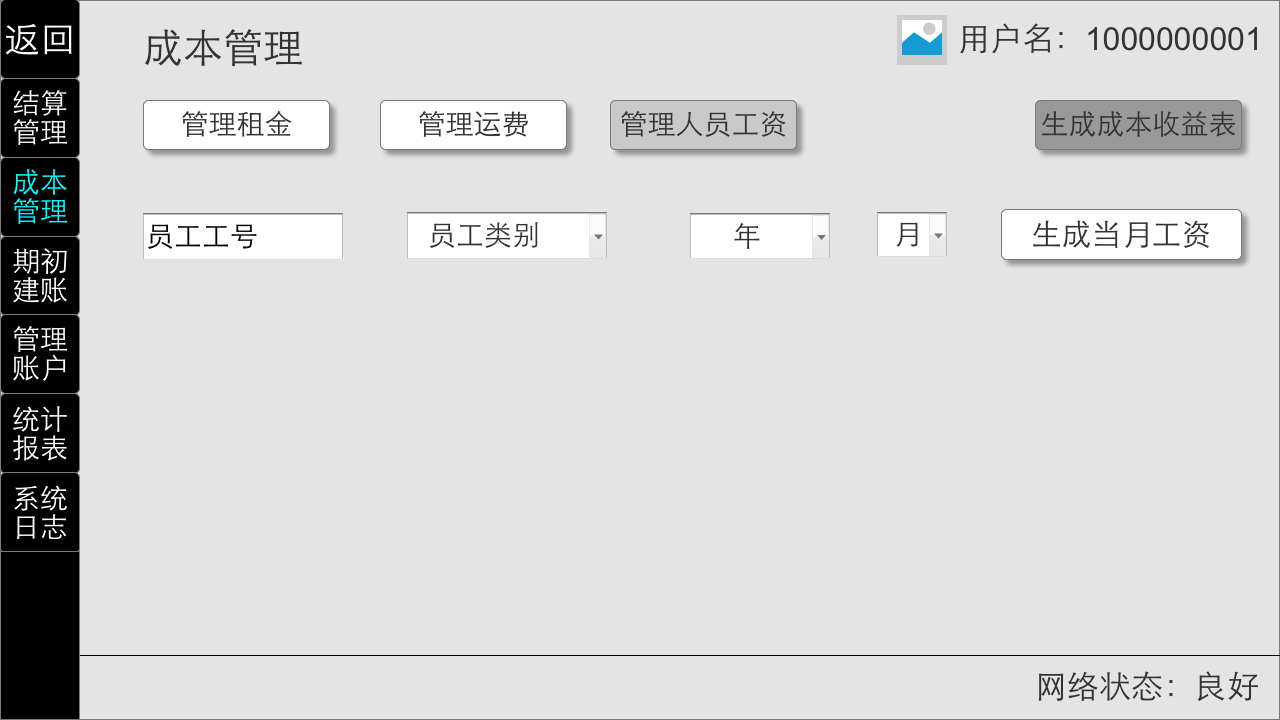 返回
成本管理
用户名：1000000001
管理租金
管理运费
管理人员工资
生成成本收益表
员工工号
员工类别
年
月
生成当月工资
结算
管理
成本
管理
期初
建账
管理
账户
统计
报表
系统
日志
网络状态：良好